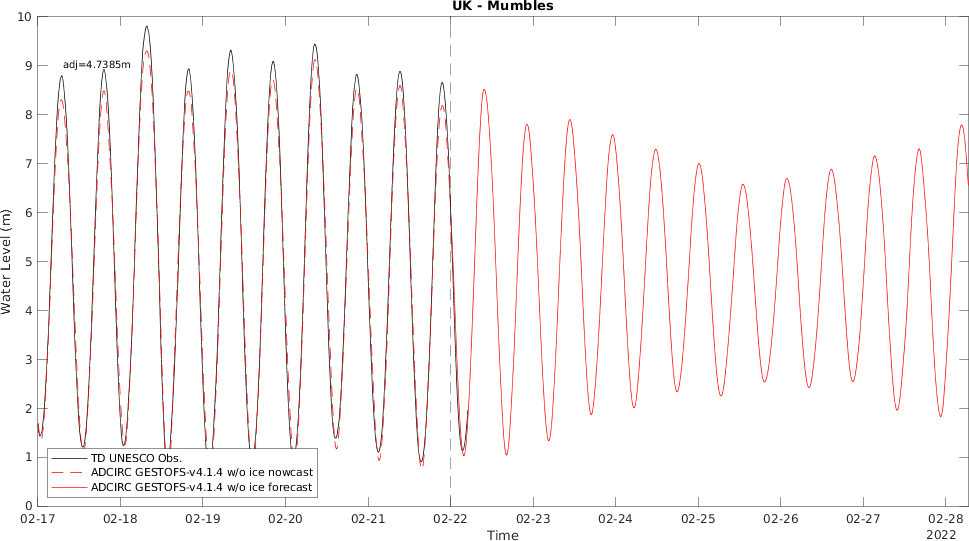 UK - Mumbles
10
9
8
7
6
5
4
3
2
1
0
Water Level (m)
adj=4.7385m
TD UNESCO Obs.
ADCIRC GESTOFS-v4.1.4 w/o ice nowcast
ADCIRC GESTOFS-v4.1.4 w/o ice forecast
02-17 02-18 02-19 02-20 02-21 02-22 02-23 02-24 02-25 02-26 02-27 02-28
Time
2022